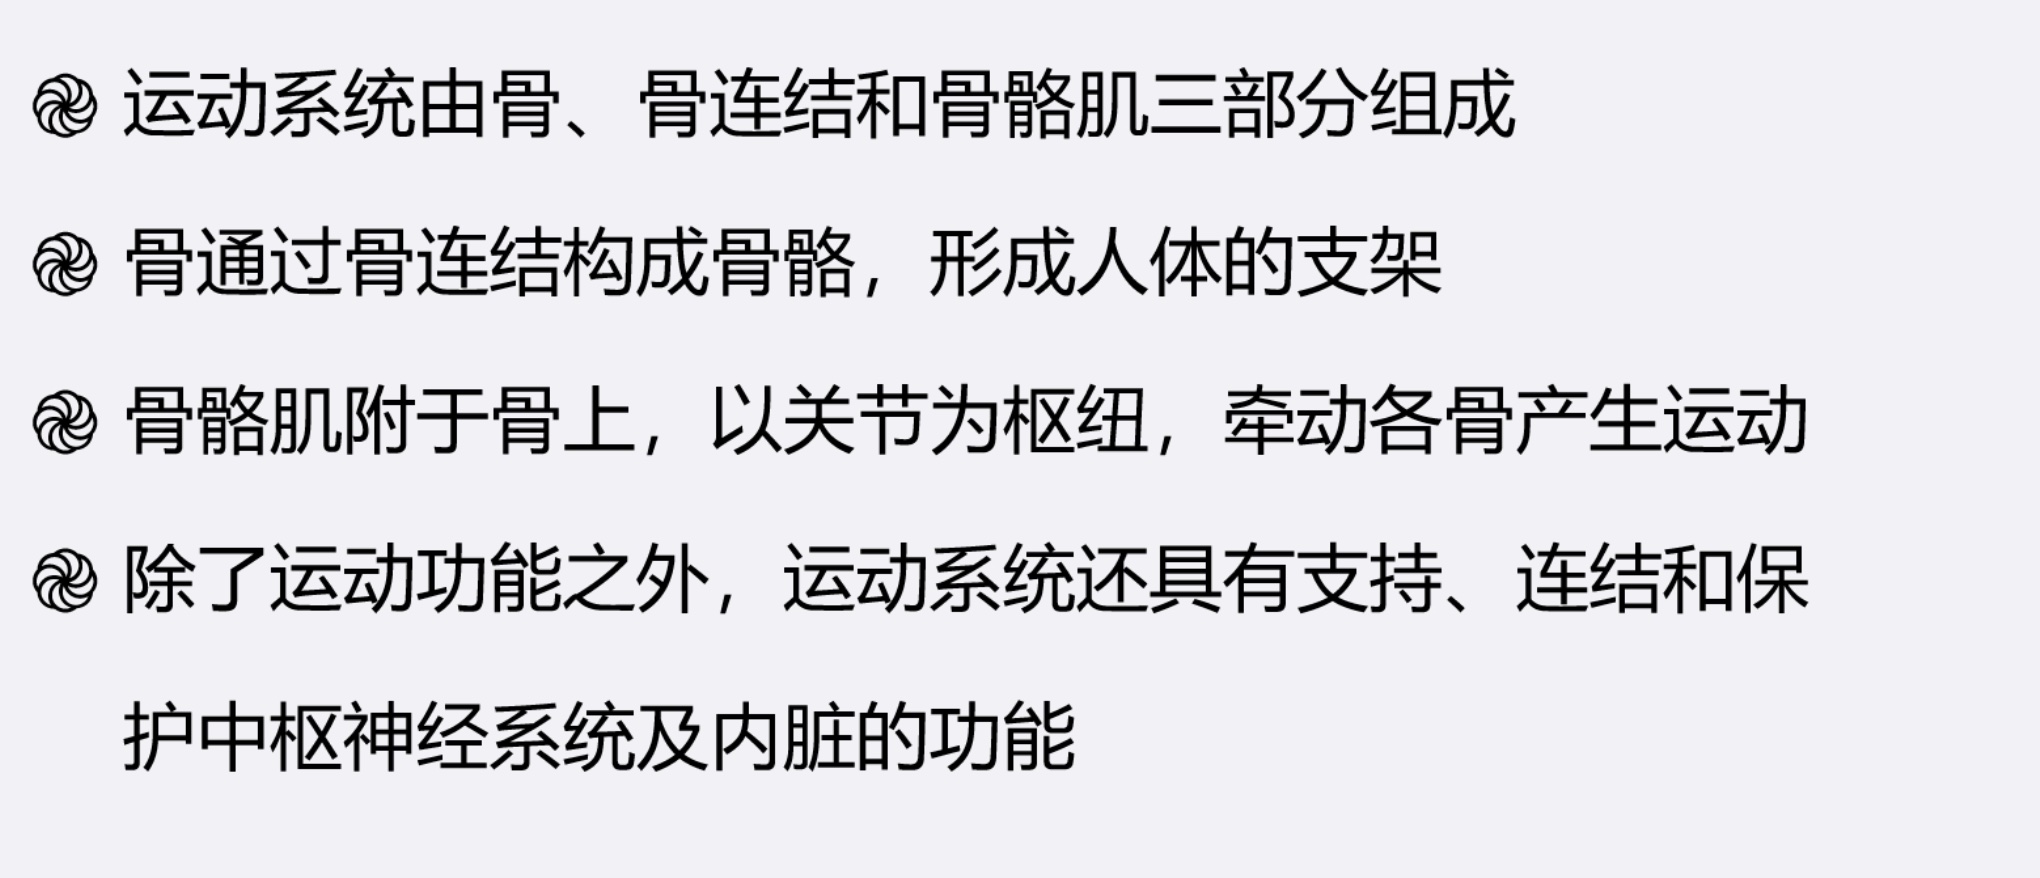 运动系统由骨、骨连结和骨骼肌三部分组成
骨通过骨连结构成骨骼，形成人体的支架
骨骼肌附于骨上，以关节为枢纽，牵动各骨产生运动
除了运动功能之外，运动系统还具有支持、连结和保
护中枢神经系统及内脏的功能